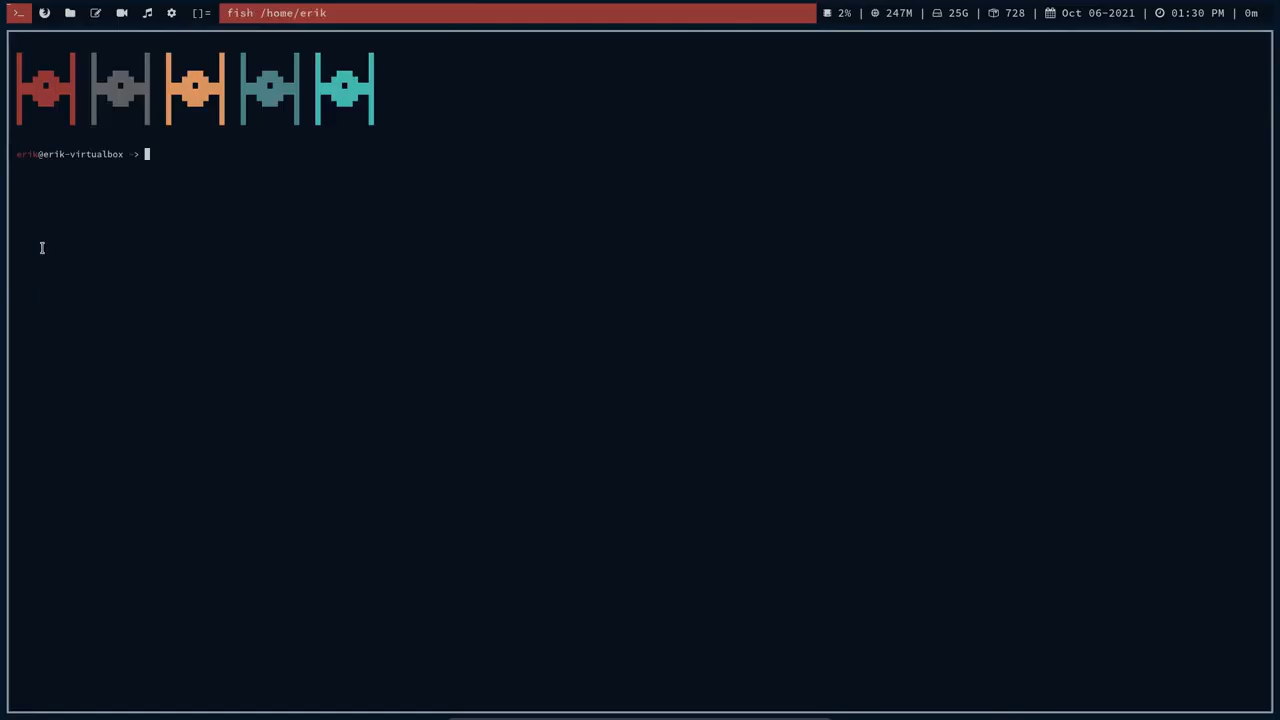 >_ []= fish /home/erik 2% | 247M | 25G | 728 | Oct 06-2021 | 01:30 PM | 0m
erik@erik-virtualbox ~>